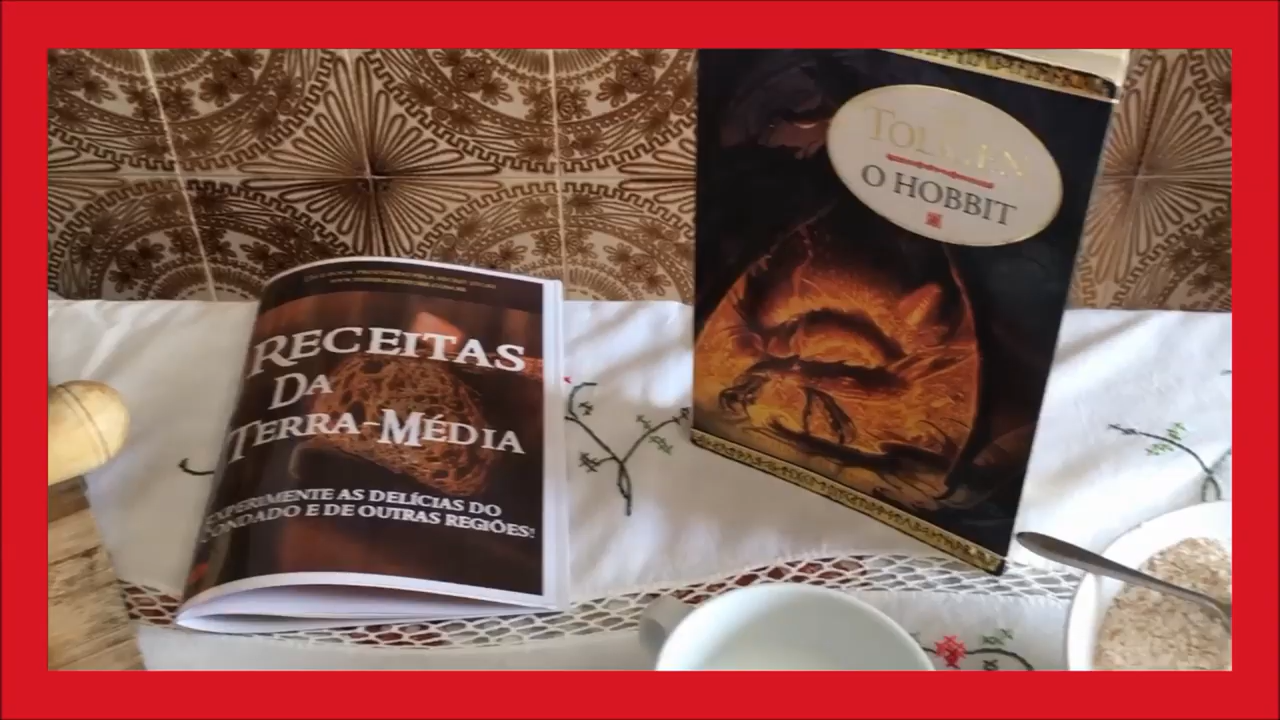 RECEITAS
DA
TERRA-MÉDIA
EXPERIMENTE AS DELÍCIAS DO
CONDADO E DE OUTRAS REGIÕES!
TOLKIEN
O HOBBIT